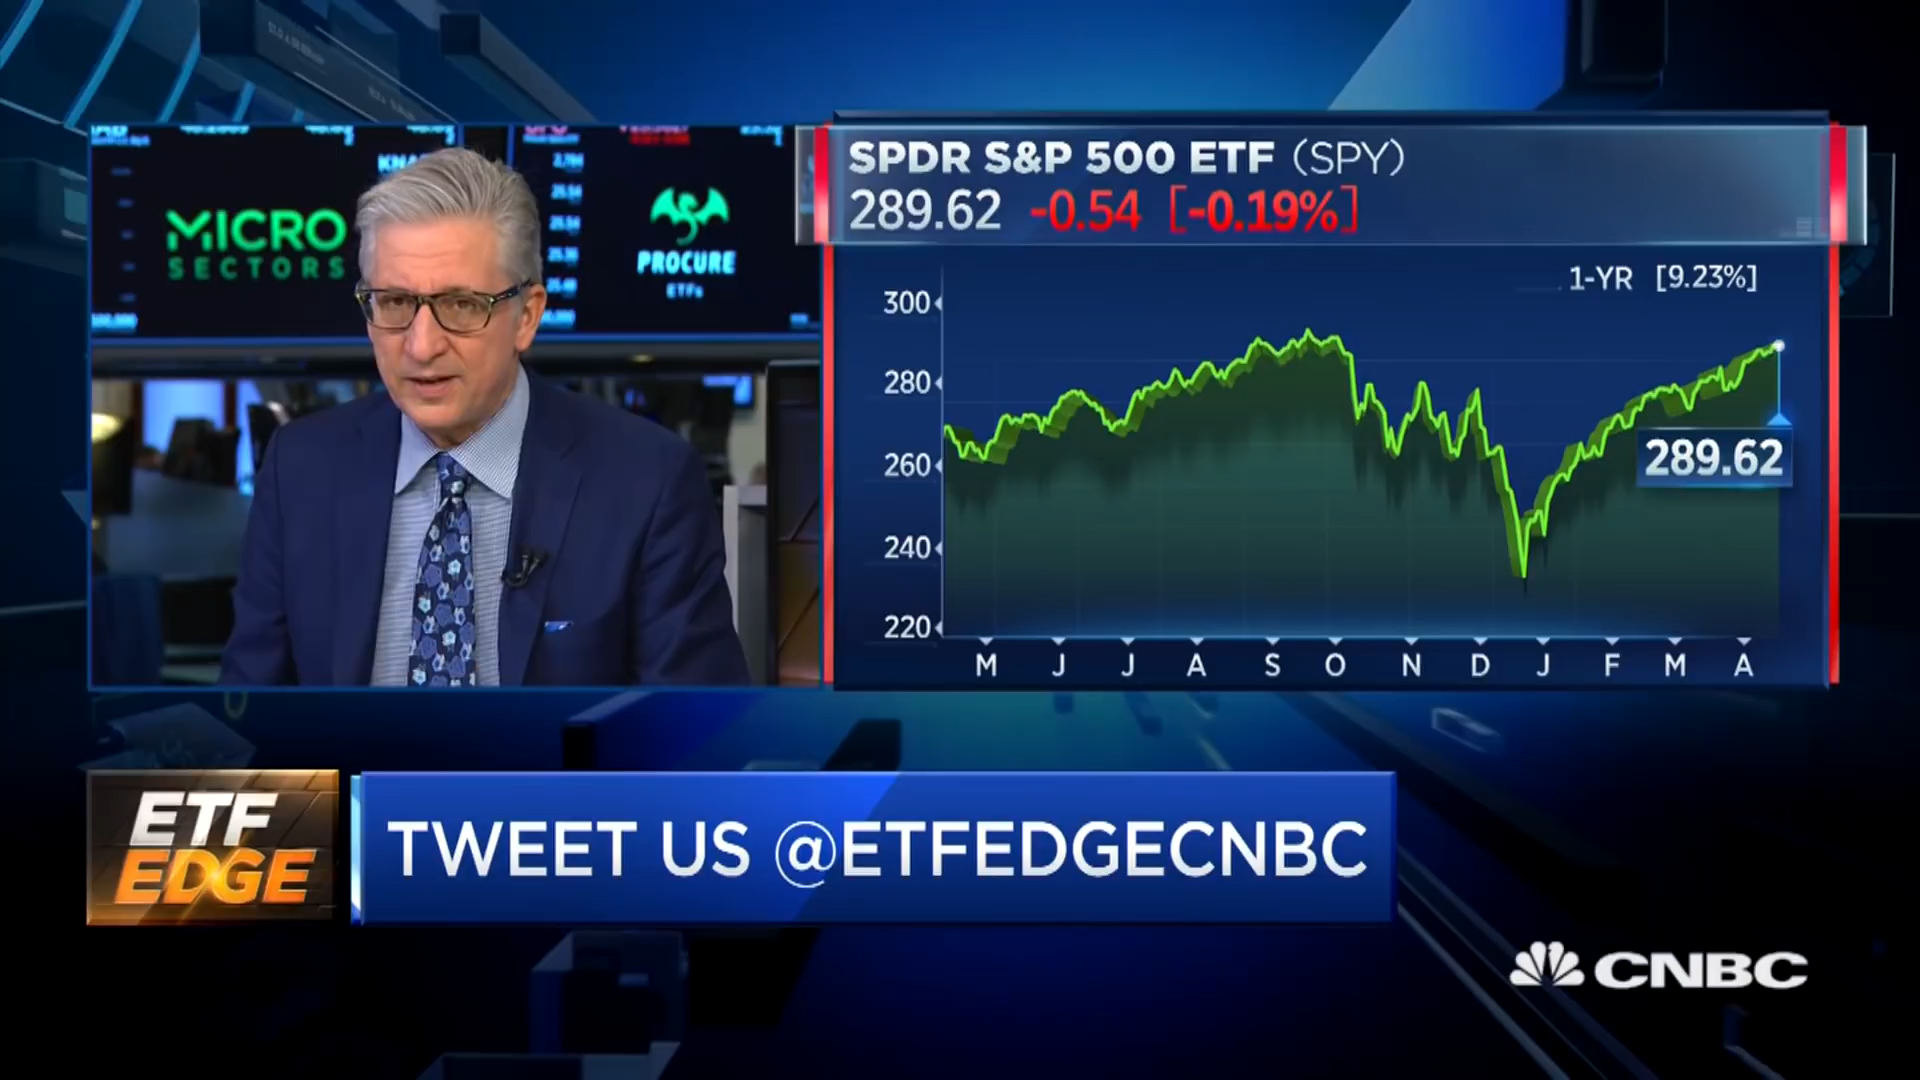 MICRO
SECTORS
PROCURE
ETFs
SPDR S&P 500 ETF (SPY)
289.62 -0.54 [-0.19%]
1-YR [9.23%]
300
280
260
240
220
289.62
M J J A S O N D J F M A
ETF
EDGE
TWEET US @ETFEDGECNBC
CNBC